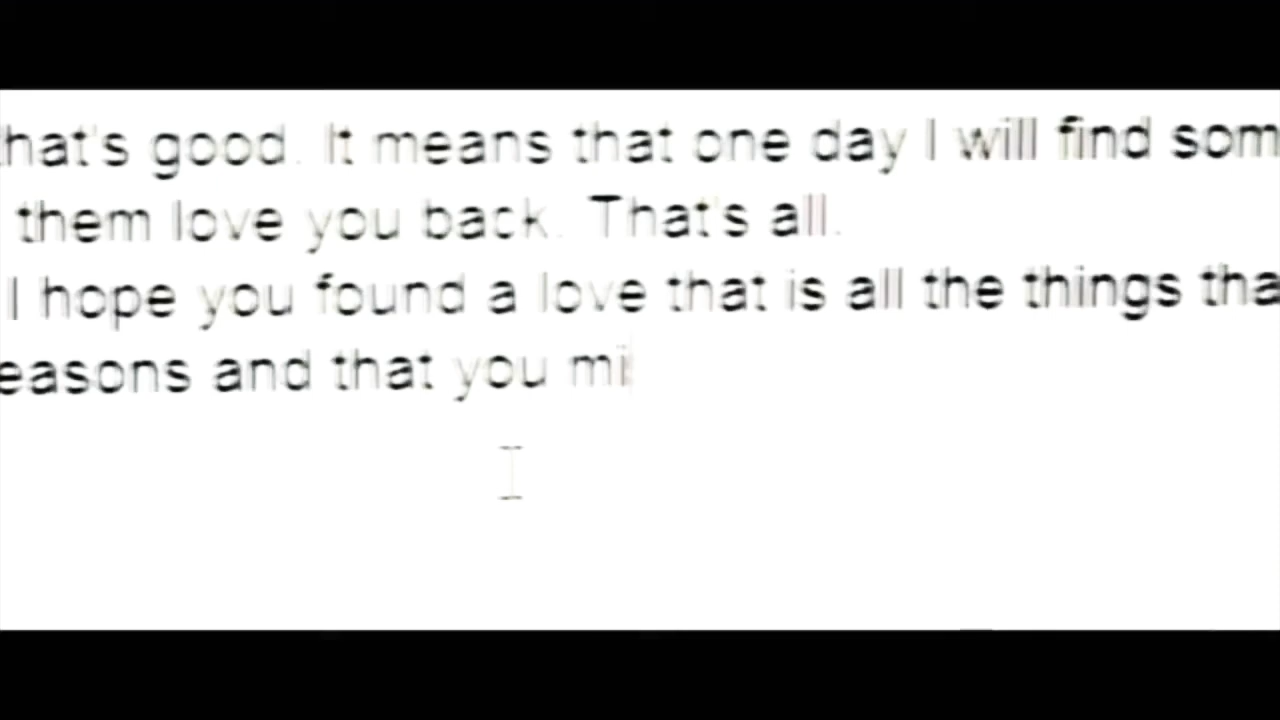 hat's good. It means that one day I will find som
them love you back. That's all.
I hope you found a love that is all the things tha
easons and that you mi